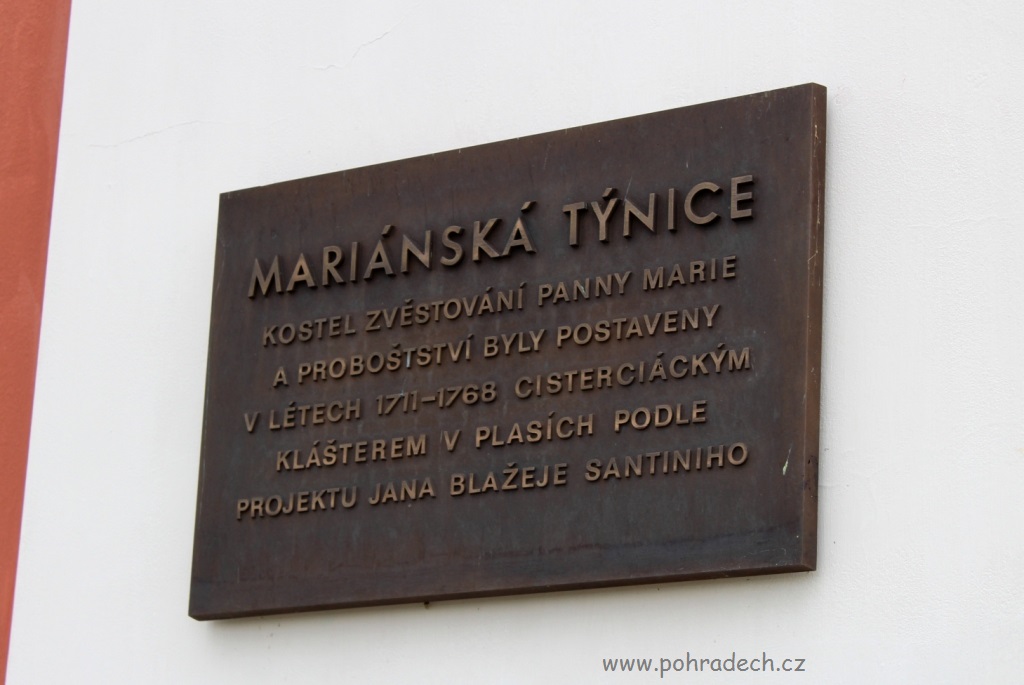 MARIÁNSKÁ TÝNICE
KOSTEL ZVĚSTOVÁNÍ PANNY MARIE
A PROBOŠTSTVÍ BYLY POSTAVENY
V LÉTECH 1711-1768 CISTERCIÁCKÝM
KLÁŠTEREM V PLASÍCH PODLE
PROJEKTU JANA BLAŽEJE SANTINIHO
www.pohradech.cz